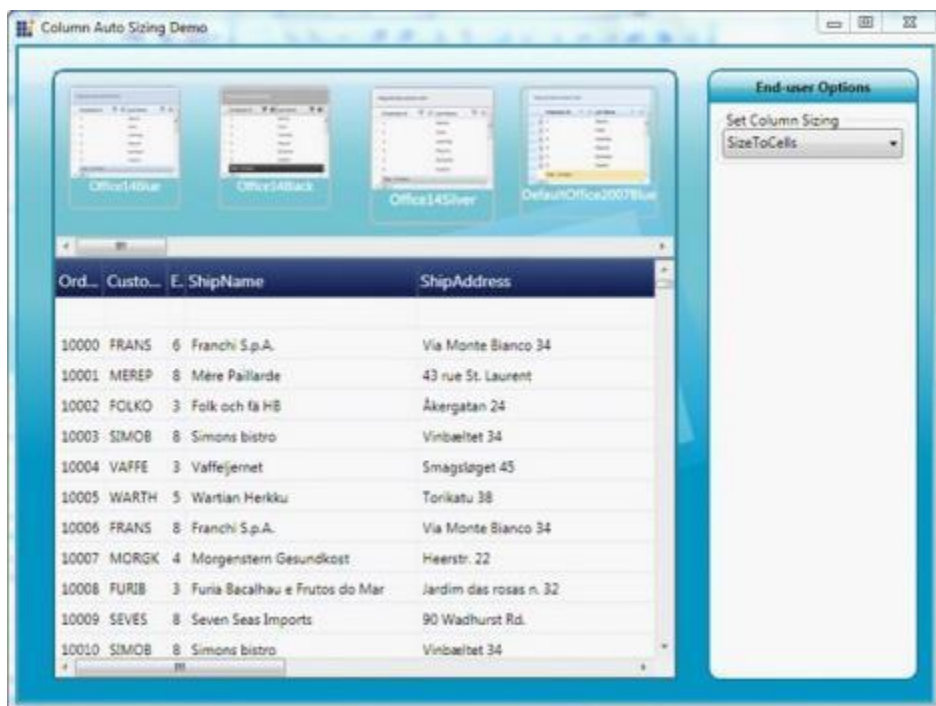 Column Auto Sizing Demo
Office14Blue
Office14Back
Office14Silver
DefaultOffice2007Blue
End-user Options
Set Column Sizing
SizeToCells
Ord... Custo... E. ShipName ShipAddress
10000 FRANS 6 Franchi S.p.A. Via Monte Bianco 34
10001 MEREP 8 Mère Paillarde 43 rue St. Laurent
10002 FOLKO 3 Folk och fä HB Åkergatan 24
10003 SIMOB 8 Simons bistro Vinbæltet 34
10004 VAFFE 3 Vaffeljernet Smagsløget 45
10005 WARTH 5 Wartian Herkku Torikatu 38
10006 FRANS 8 Franchi S.p.A. Via Monte Bianco 34
10007 MORGK 4 Morgenstern Gesundkost Heerstr. 22
10008 FURIB 3 Furia Bacalhau e Frutos do Mar Jardim das rosas n. 32
10009 SEVES 8 Seven Seas Imports 90 Wadhurst Rd.
10010 SIMOB 8 Simons bistro Vinbæltet 34